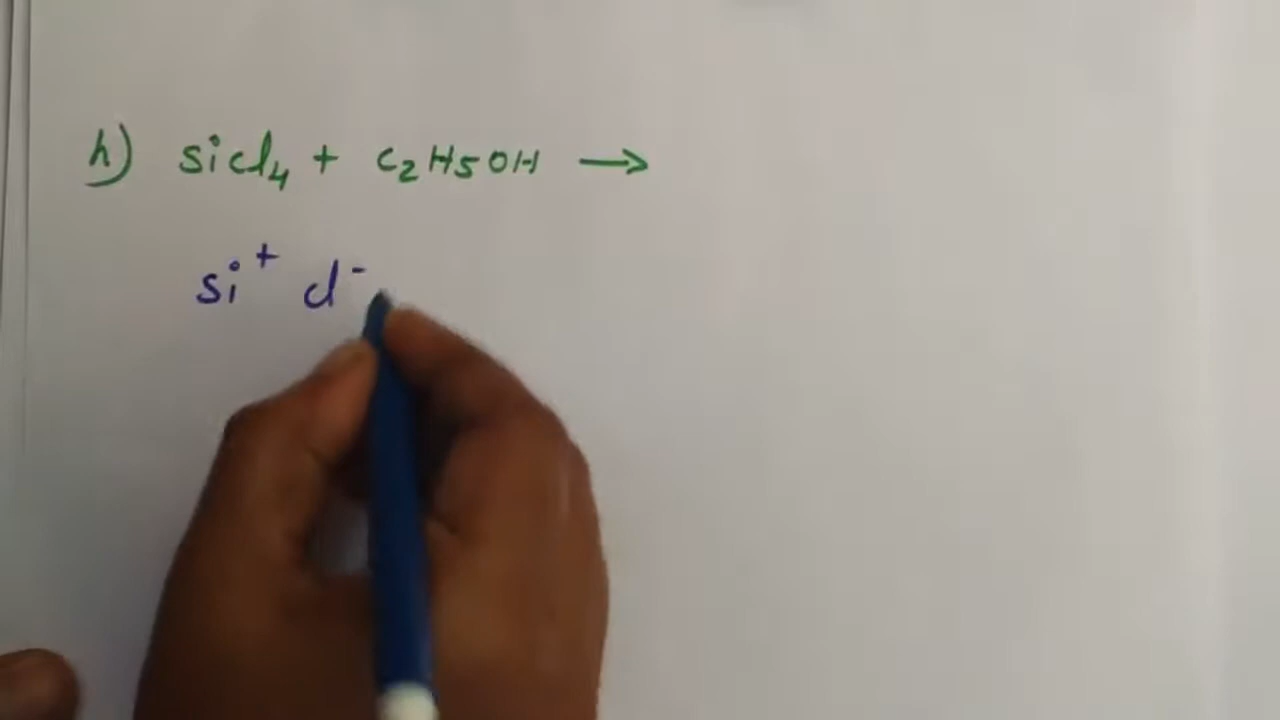 h) sicl₄ + c₂H₅OH →
si⁺ cl⁻